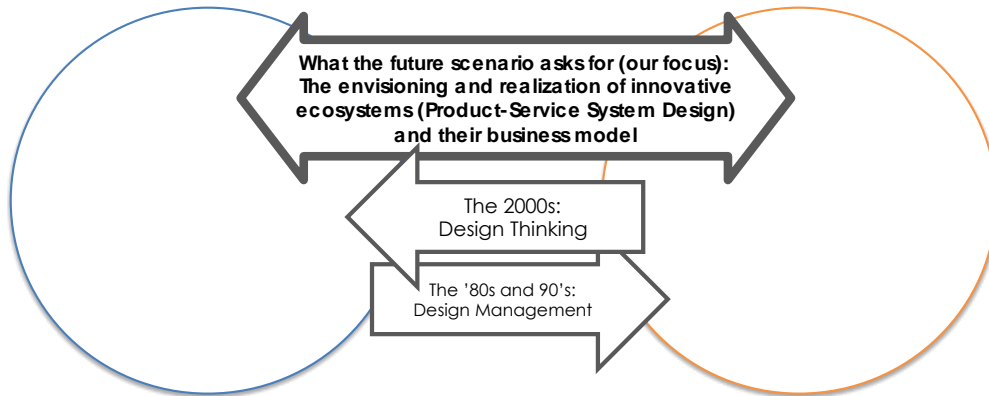 What the future scenario asks for (our focus):
The envisioning and realization of innovative
ecosystems (Product-Service System Design)
and their business model
The 2000s:
Design Thinking
The ’80s and 90’s:
Design Management